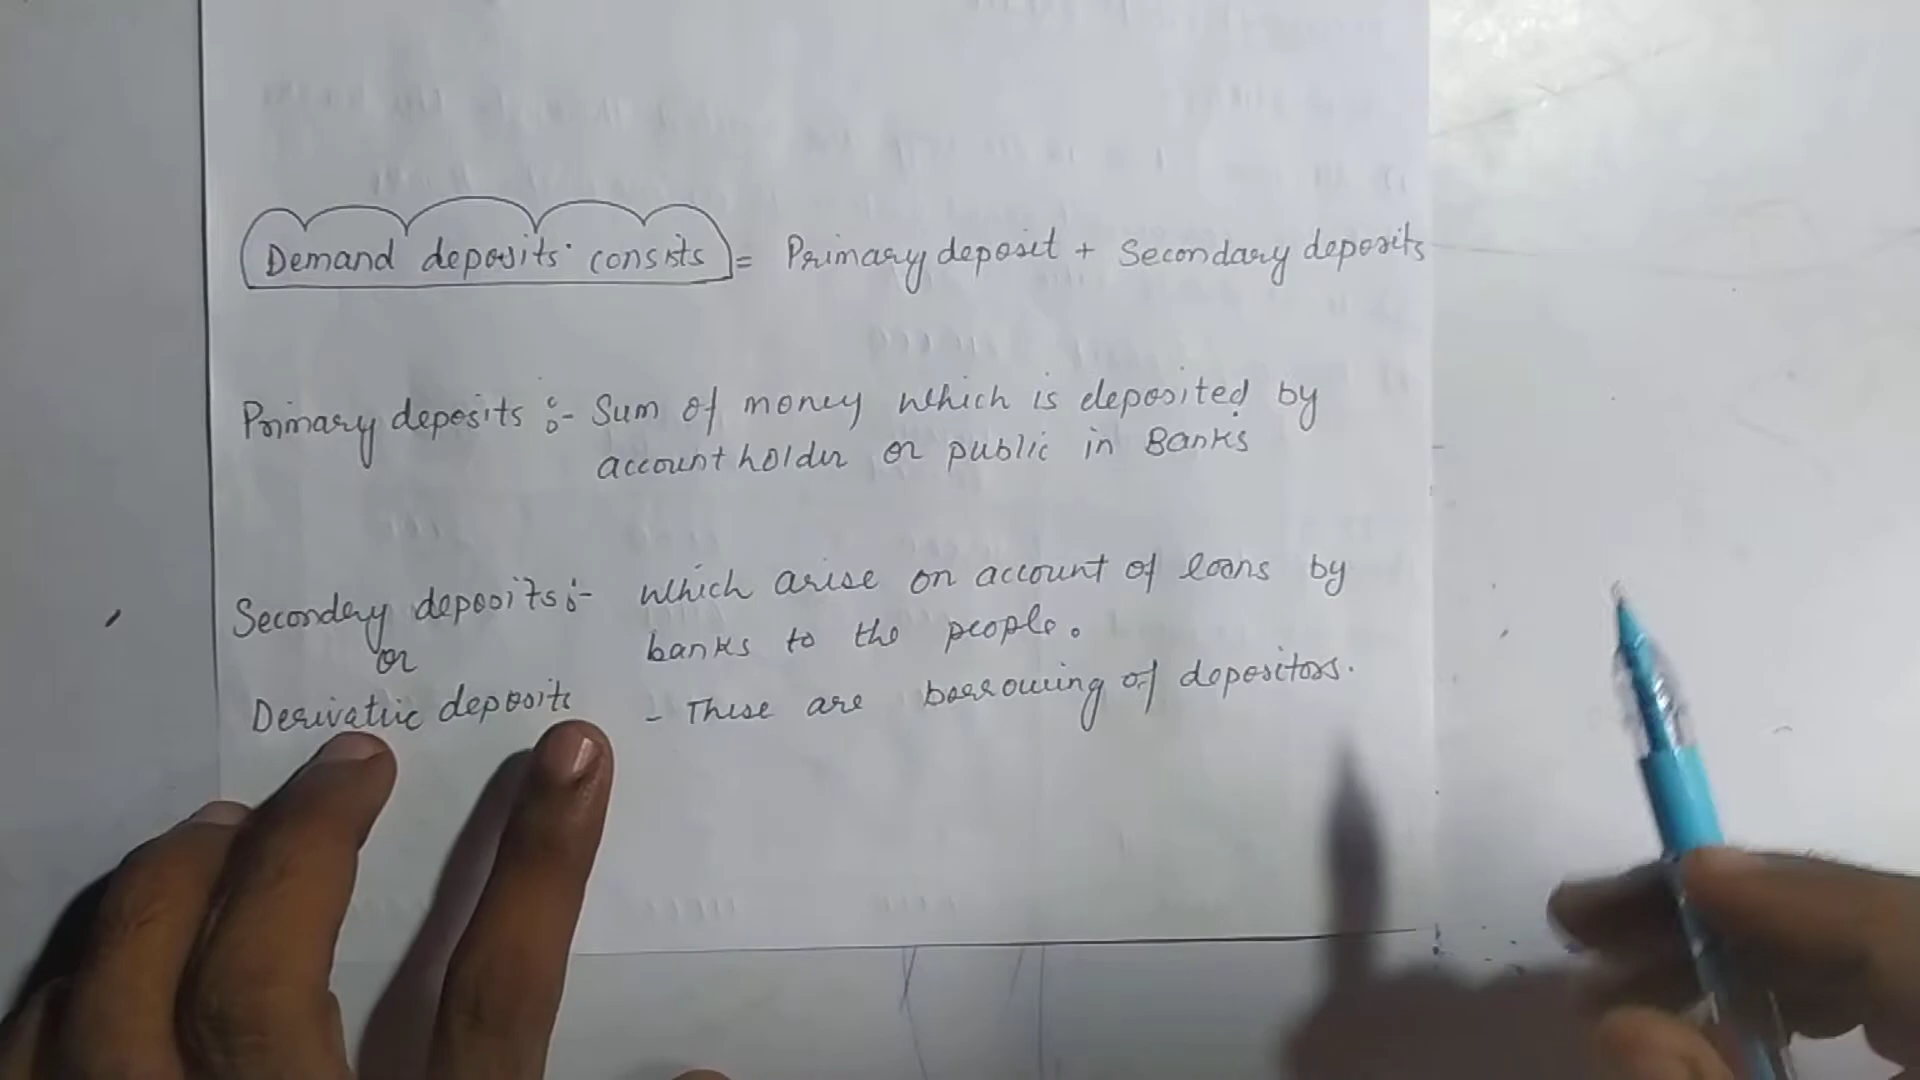 Demand deposits consists = Primary deposit + Secondary deposits
Primary deposits :- Sum of money which is deposited by
account holder or public in Banks
Secondary deposits :- which arise on account of loans by
or
banks to the people.
Derivative deposits - These are borrowing of depositors.